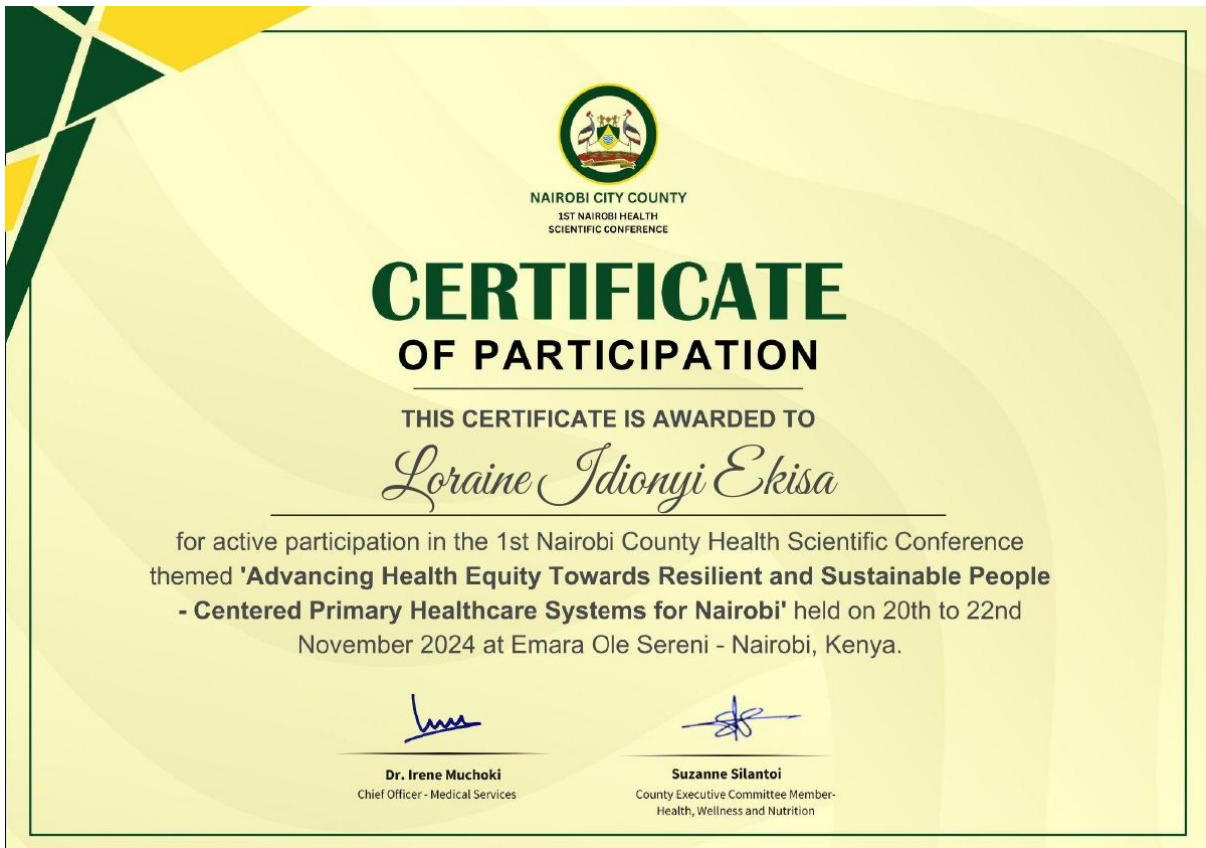 NAIROBI CITY COUNTY
1ST NAIROBI HEALTH
SCIENTIFIC CONFERENCE
CERTIFICATE
OF PARTICIPATION
THIS CERTIFICATE IS AWARDED TO
Loraine Idionyi Ekisa
for active participation in the 1st Nairobi County Health Scientific Conference
themed 'Advancing Health Equity Towards Resilient and Sustainable People
- Centered Primary Healthcare Systems for Nairobi' held on 20th to 22nd
November 2024 at Emara Ole Sereni - Nairobi, Kenya.
Dr. Irene Muchoki
Chief Officer - Medical Services
Suzanne Silantoi
County Executive Committee Member-
Health, Wellness and Nutrition